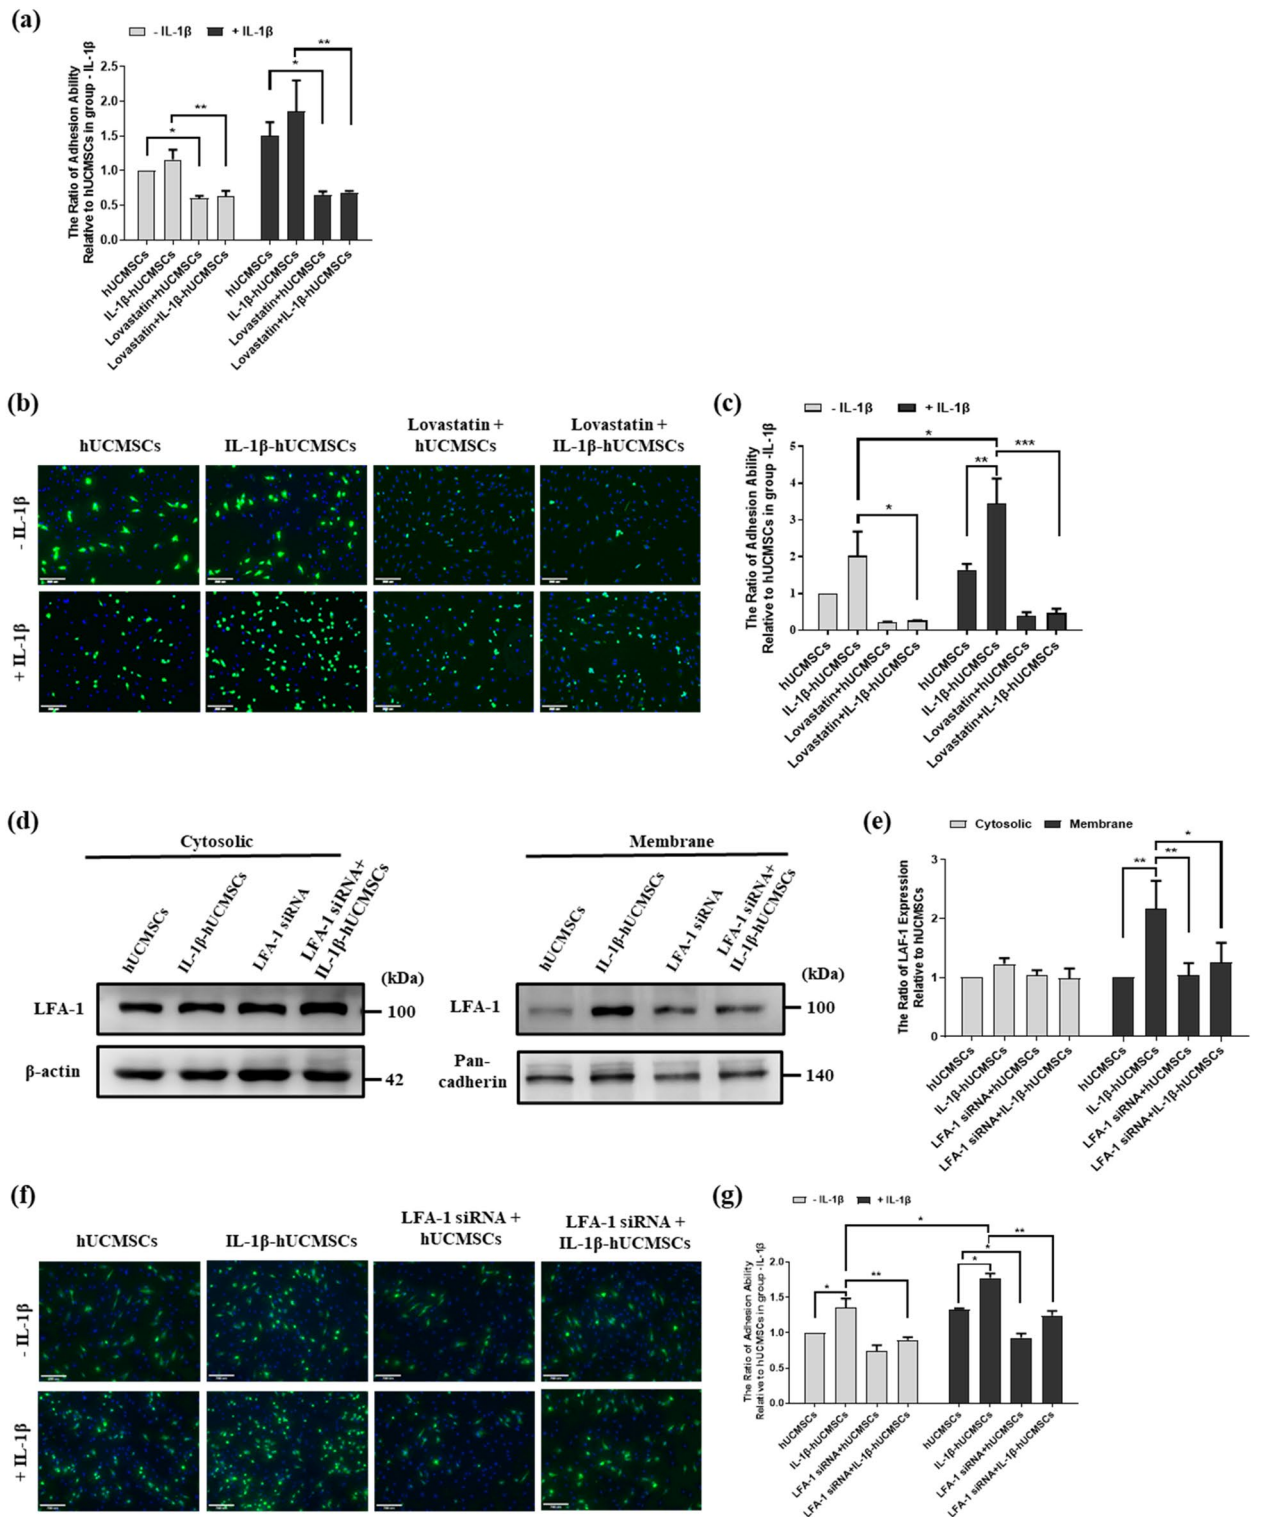 (a)
- IL-1β + IL-1β
**
*
**
*
The Ratio of Adhesion Ability
Relative to hUCMSCs in group - IL-1β
2.5
2.0
1.5
1.0
0.5
0.0
hUCMSCs
IL-1β-hUCMSCs
Lovastatin+hUCMSCs
Lovastatin+IL-1β-hUCMSCs
hUCMSCs
IL-1β-hUCMSCs
Lovastatin+hUCMSCs
Lovastatin+IL-1β-hUCMSCs
(b)
hUCMSCs
IL-1β-hUCMSCs
Lovastatin +
hUCMSCs
Lovastatin +
IL-1β-hUCMSCs
- IL-1β
+ IL-1β
(c)
- IL-1β + IL-1β
*
***
**
*
The Ratio of Adhesion Ability
Relative to hUCMSCs in group -IL-1β
5
4
3
2
1
0
hUCMSCs
IL-1β-hUCMSCs
Lovastatin+hUCMSCs
Lovastatin+IL-1β-hUCMSCs
hUCMSCs
IL-1β-hUCMSCs
Lovastatin+hUCMSCs
Lovastatin+IL-1β-hUCMSCs
(d)
Cytosolic
hUCMSCs
IL-1β-hUCMSCs
LFA-1 siRNA
LFA-1 siRNA+
IL-1β-hUCMSCs
(kDa)
LFA-1
100
β-actin
42
Membrane
hUCMSCs
IL-1β-hUCMSCs
LFA-1 siRNA
LFA-1 siRNA+
IL-1β-hUCMSCs
(kDa)
LFA-1
100
Pan-
cadherin
140
(e)
Cytosolic Membrane
*
**
**
The Ratio of LAF-1 Expression
Relative to hUCMSCs
3
2
1
0
hUCMSCs
IL-1β-hUCMSCs
LFA-1 siRNA+hUCMSCs
LFA-1 siRNA+IL-1β-hUCMSCs
hUCMSCs
IL-1β-hUCMSCs
LFA-1 siRNA+hUCMSCs
LFA-1 siRNA+IL-1β-hUCMSCs
(f)
hUCMSCs
IL-1β-hUCMSCs
LFA-1 siRNA +
hUCMSCs
LFA-1 siRNA +
IL-1β-hUCMSCs
- IL-1β
+ IL-1β
(g)
- IL-1β + IL-1β
*
**
*
*
**
*
The Ratio of Adhesion Ability
Relative to hUCMSCs in group -IL-1β
2.0
1.5
1.0
0.5
0.0
hUCMSCs
IL-1β-hUCMSCs
LFA-1 siRNA+hUCMSCs
LFA-1 siRNA+IL-1β-hUCMSCs
hUCMSCs
IL-1β-hUCMSCs
LFA-1 siRNA+hUCMSCs
LFA-1 siRNA+IL-1β-hUCMSCs